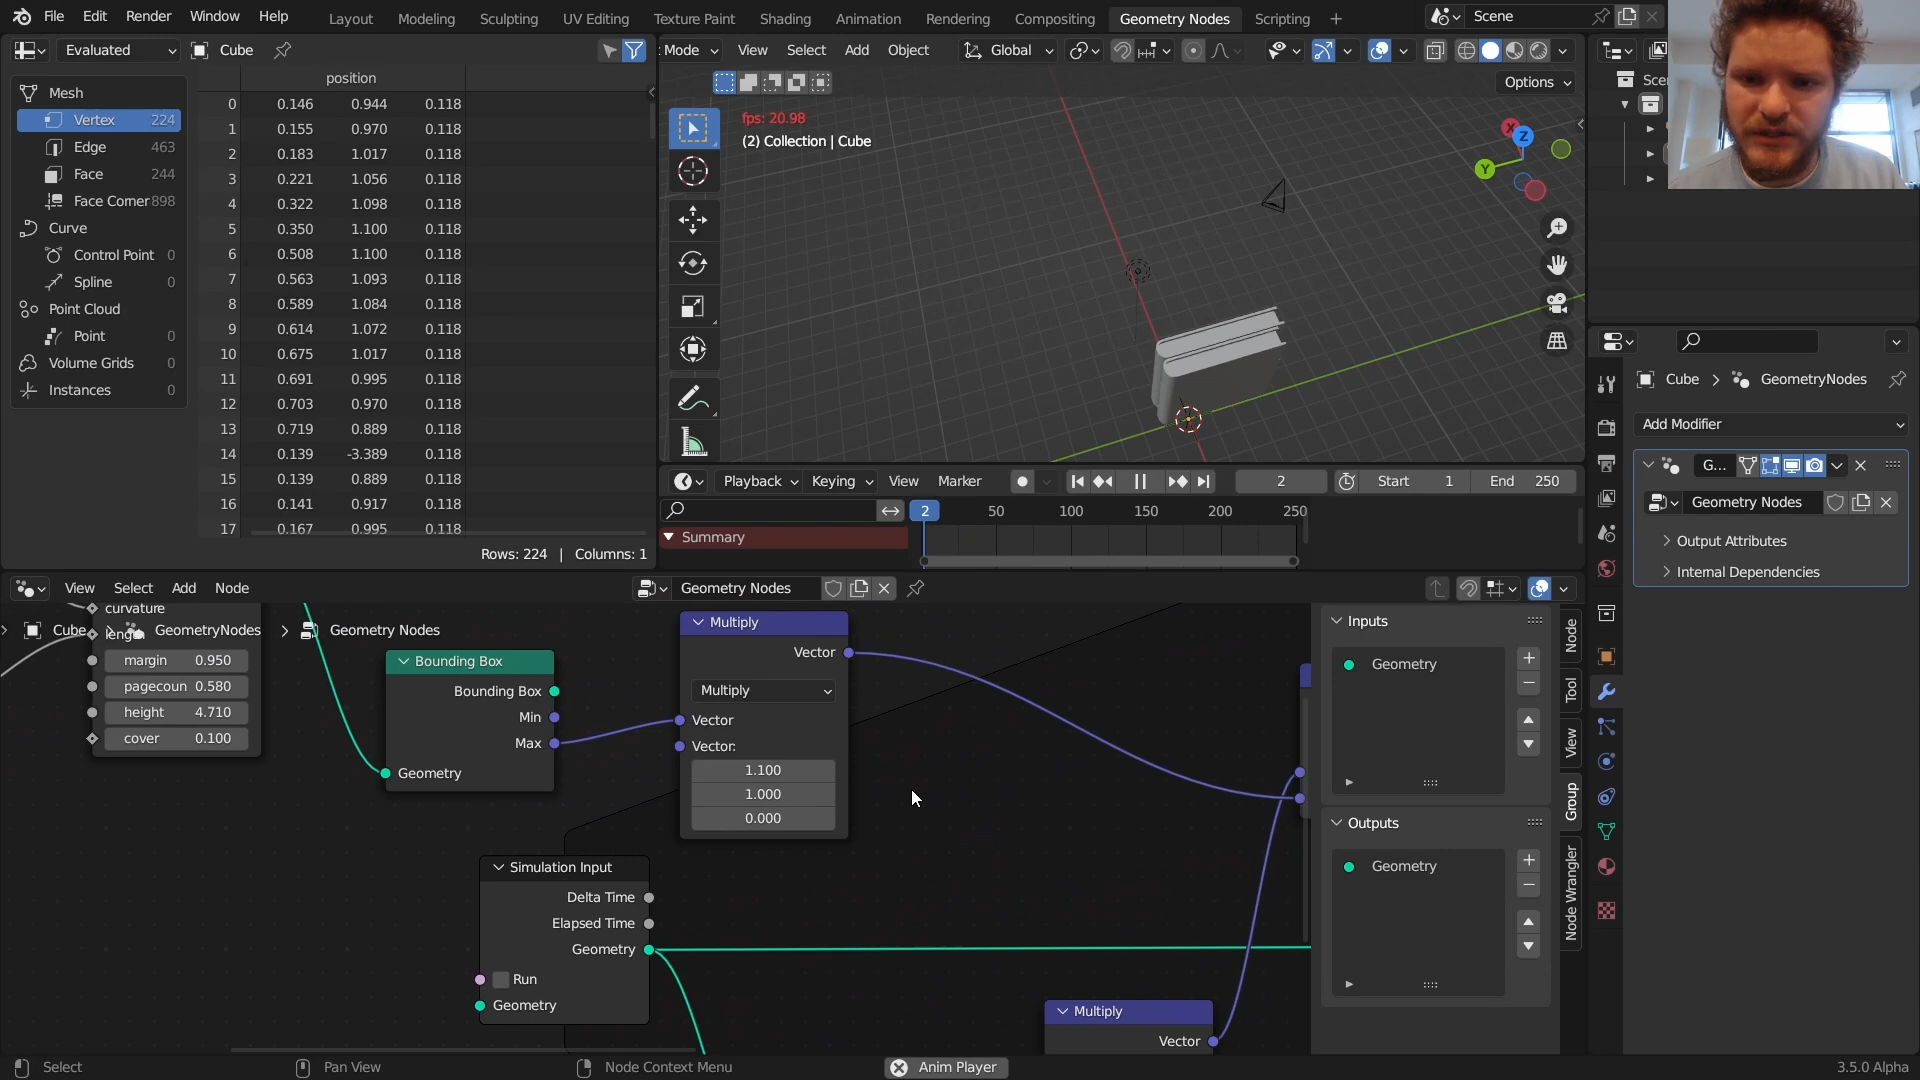 File Edit Render Window Help
Layout Modeling Sculpting UV Editing Texture Paint Shading Animation Rendering Compositing Geometry Nodes Scripting +
Scene
Evaluated Cube
position
Mesh
Vertex 224
Edge 463
Face 244
Face Corner 898
Curve
Control Point 0
Spline 0
Point Cloud
Point 0
Volume Grids 0
Instances 0
0 0.146 0.944 0.118
1 0.155 0.970 0.118
2 0.183 1.017 0.118
3 0.221 1.056 0.118
4 0.322 1.098 0.118
5 0.350 1.100 0.118
6 0.508 1.100 0.118
7 0.563 1.093 0.118
8 0.589 1.084 0.118
9 0.614 1.072 0.118
10 0.675 1.017 0.118
11 0.691 0.995 0.118
12 0.703 0.970 0.118
13 0.719 0.889 0.118
14 0.139 -3.389 0.118
15 0.139 0.889 0.118
16 0.141 0.917 0.118
17 0.167 0.995 0.118
Rows: 224 | Columns: 1
Mode View Select Add Object Global
Options
fps: 20.98
(2) Collection | Cube
X
Z
Y
Playback Keying View Marker 2 Start 1 End 250
2 50 100 150 200 250
Summary
Scen
Cube > GeometryNodes
Add Modifier
G...
Geometry Nodes
> Output Attributes
> Internal Dependencies
View Select Add Node
Geometry Nodes
Cube > GeometryNodes > Geometry Nodes
curvature
length
margin 0.950
pagecoun 0.580
height 4.710
cover 0.100
Bounding Box
Bounding Box
Min
Max
Geometry
Multiply
Vector
Multiply
Vector
Vector:
1.100
1.000
0.000
Simulation Input
Delta Time
Elapsed Time
Geometry
Run
Geometry
Multiply
Vector
Inputs
Geometry
Outputs
Geometry
Node
Tool
View
Group
Node Wrangler
Select Pan View Node Context Menu Anim Player 3.5.0 Alpha